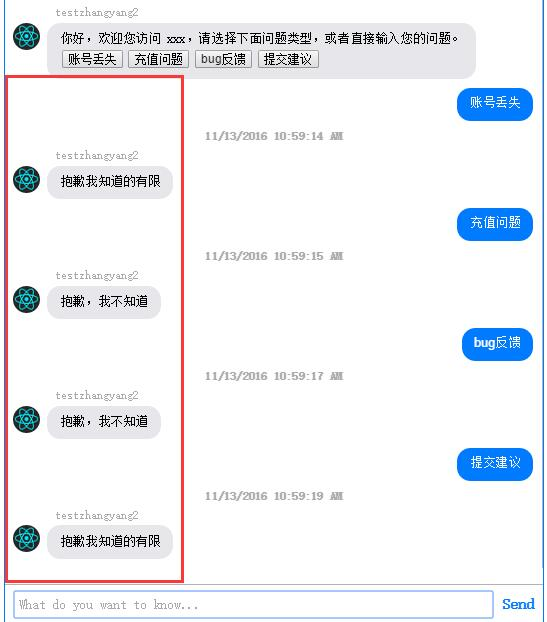 testzhangyang2
你好，欢迎您访问 xxx，请选择下面问题类型，或者直接输入您的问题。
账号丢失 充值问题 bug反馈 提交建议
账号丢失
11/13/2016 10:59:14 AM
testzhangyang2
抱歉我知道的有限
充值问题
11/13/2016 10:59:15 AM
testzhangyang2
抱歉，我不知道
bug反馈
11/13/2016 10:59:17 AM
testzhangyang2
抱歉，我不知道
提交建议
11/13/2016 10:59:19 AM
testzhangyang2
抱歉我知道的有限
What do you want to know... Send